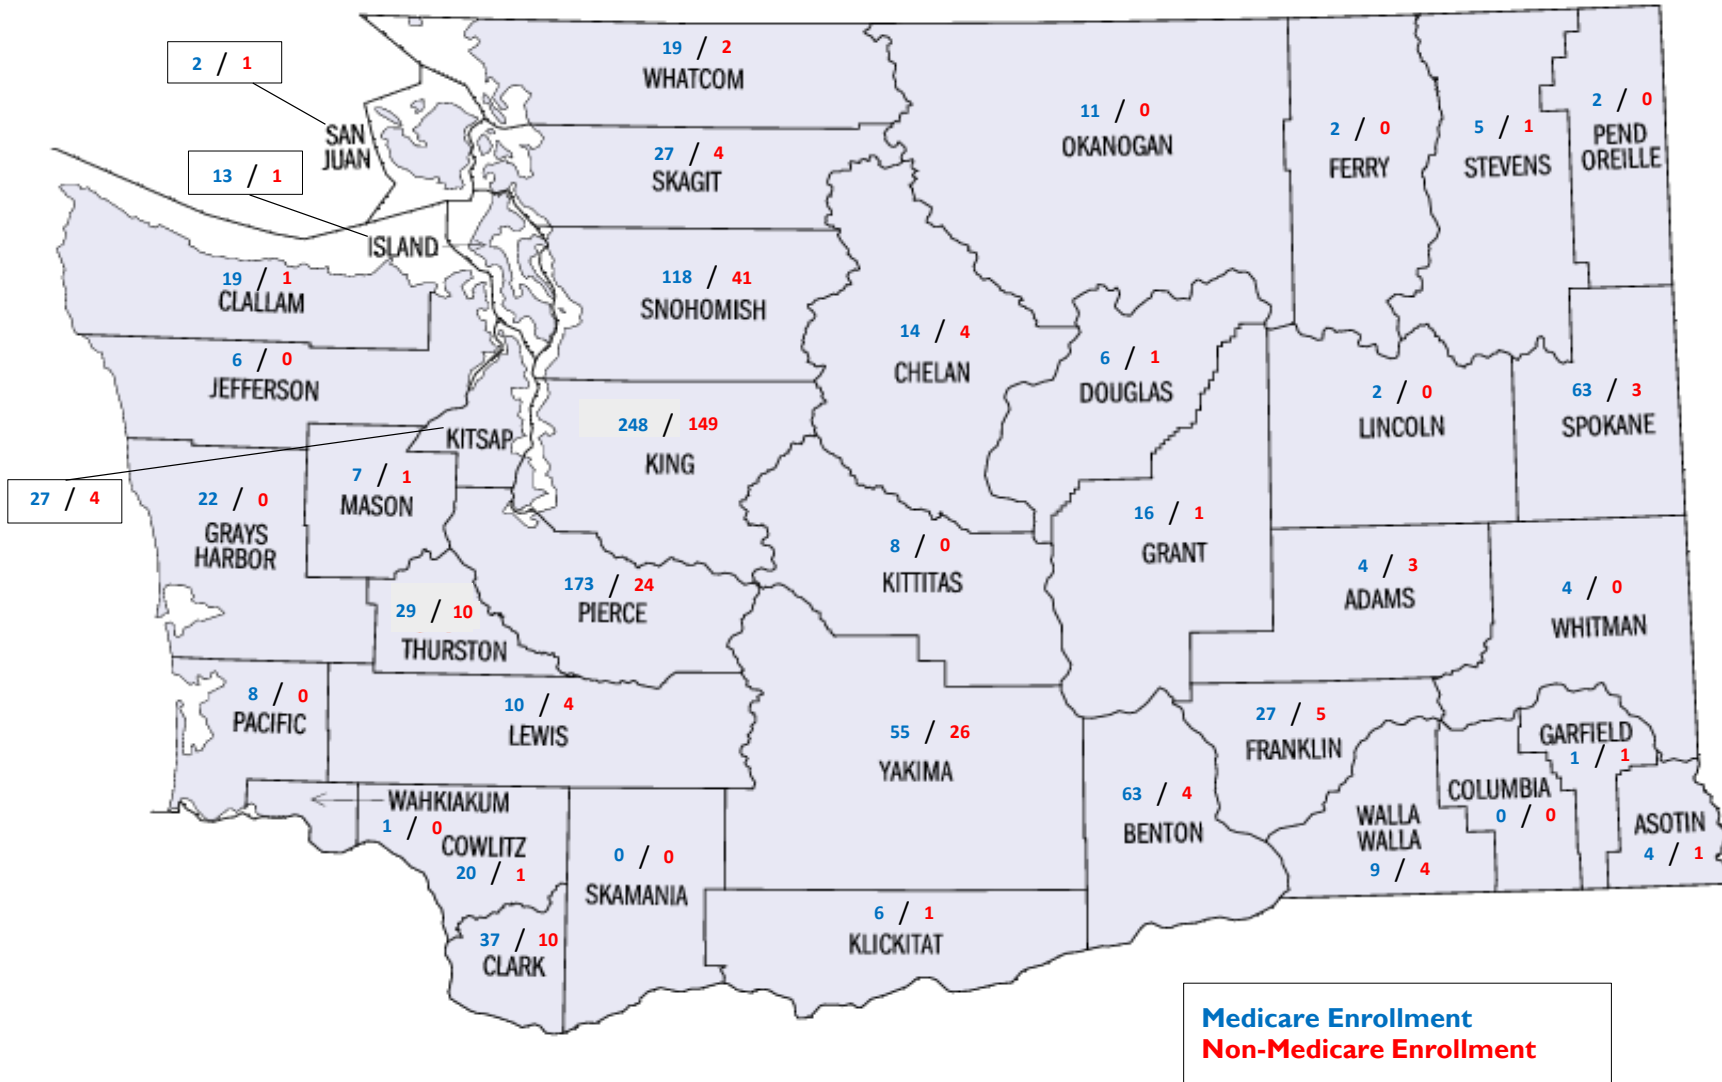 19 / 2
WHATCOM
2 / 1
SAN
JUAN
11 / 0
OKANOGAN
2 / 0
FERRY
5 / 1
STEVENS
2 / 0
PEND
OREILLE
27 / 4
SKAGIT
13 / 1
ISLAND
19 / 1
CLALLAM
118 / 41
SNOHOMISH
14 / 4
CHELAN
6 / 1
DOUGLAS
6 / 0
JEFFERSON
2 / 0
LINCOLN
63 / 3
SPOKANE
KITSAP
27 / 4
248 / 149
KING
7 / 1
MASON
22 / 0
GRAYS
HARBOR
16 / 1
GRANT
8 / 0
KITTITAS
4 / 3
ADAMS
4 / 0
WHITMAN
173 / 24
PIERCE
29 / 10
THURSTON
8 / 0
PACIFIC
10 / 4
LEWIS
55 / 26
YAKIMA
27 / 5
FRANKLIN
GARFIELD
1 / 1
COLUMBIA
0 / 0
WALLA
WALLA
9 / 4
ASOTIN
4 / 1
63 / 4
BENTON
WAHKIAKUM
1 / 0
COWLITZ
20 / 1
0 / 0
SKAMANIA
6 / 1
KLICKITAT
37 / 10
CLARK
Medicare Enrollment
Non-Medicare Enrollment